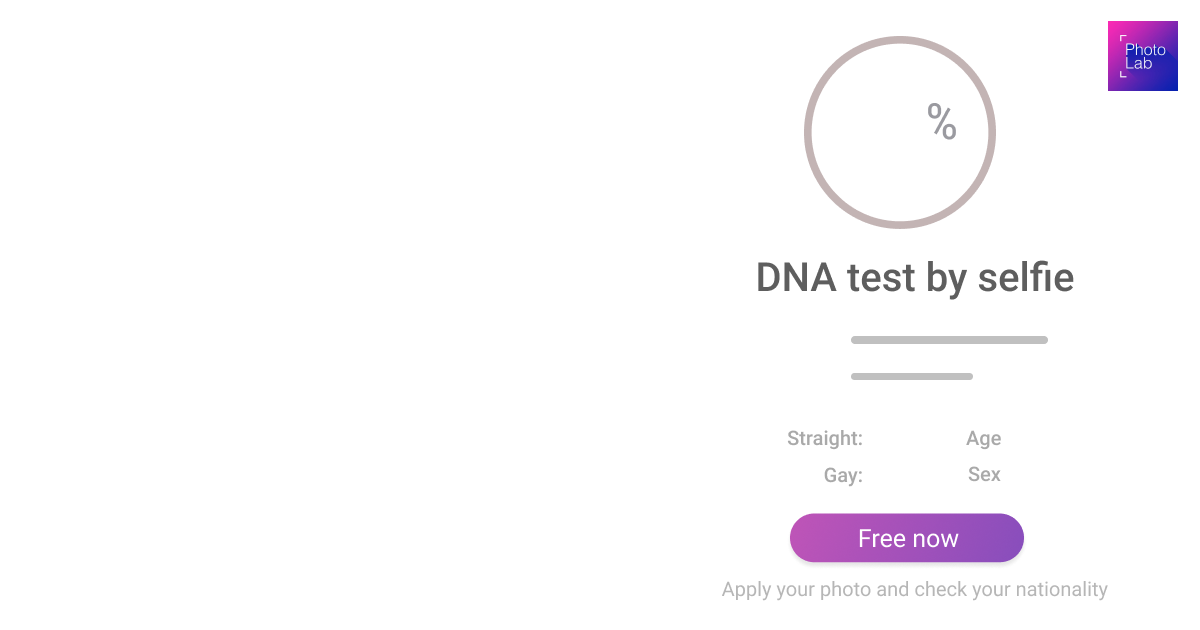 Photo
Lab
%
DNA test by selfie
Straight:
Age
Gay:
Sex
Free now
Apply your photo and check your nationality